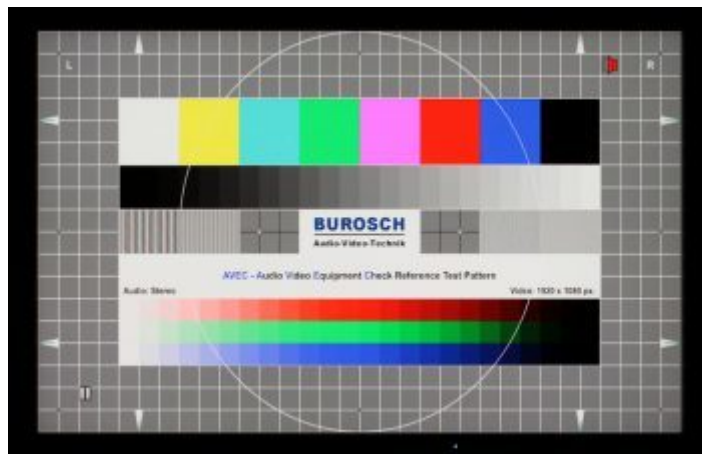 L R
BUROSCH
Audio-Video-Technik
AVEC - Audio Video Equipment Check Reference Test Pattern
Audio: Stereo Video: 1920 x 1080 px